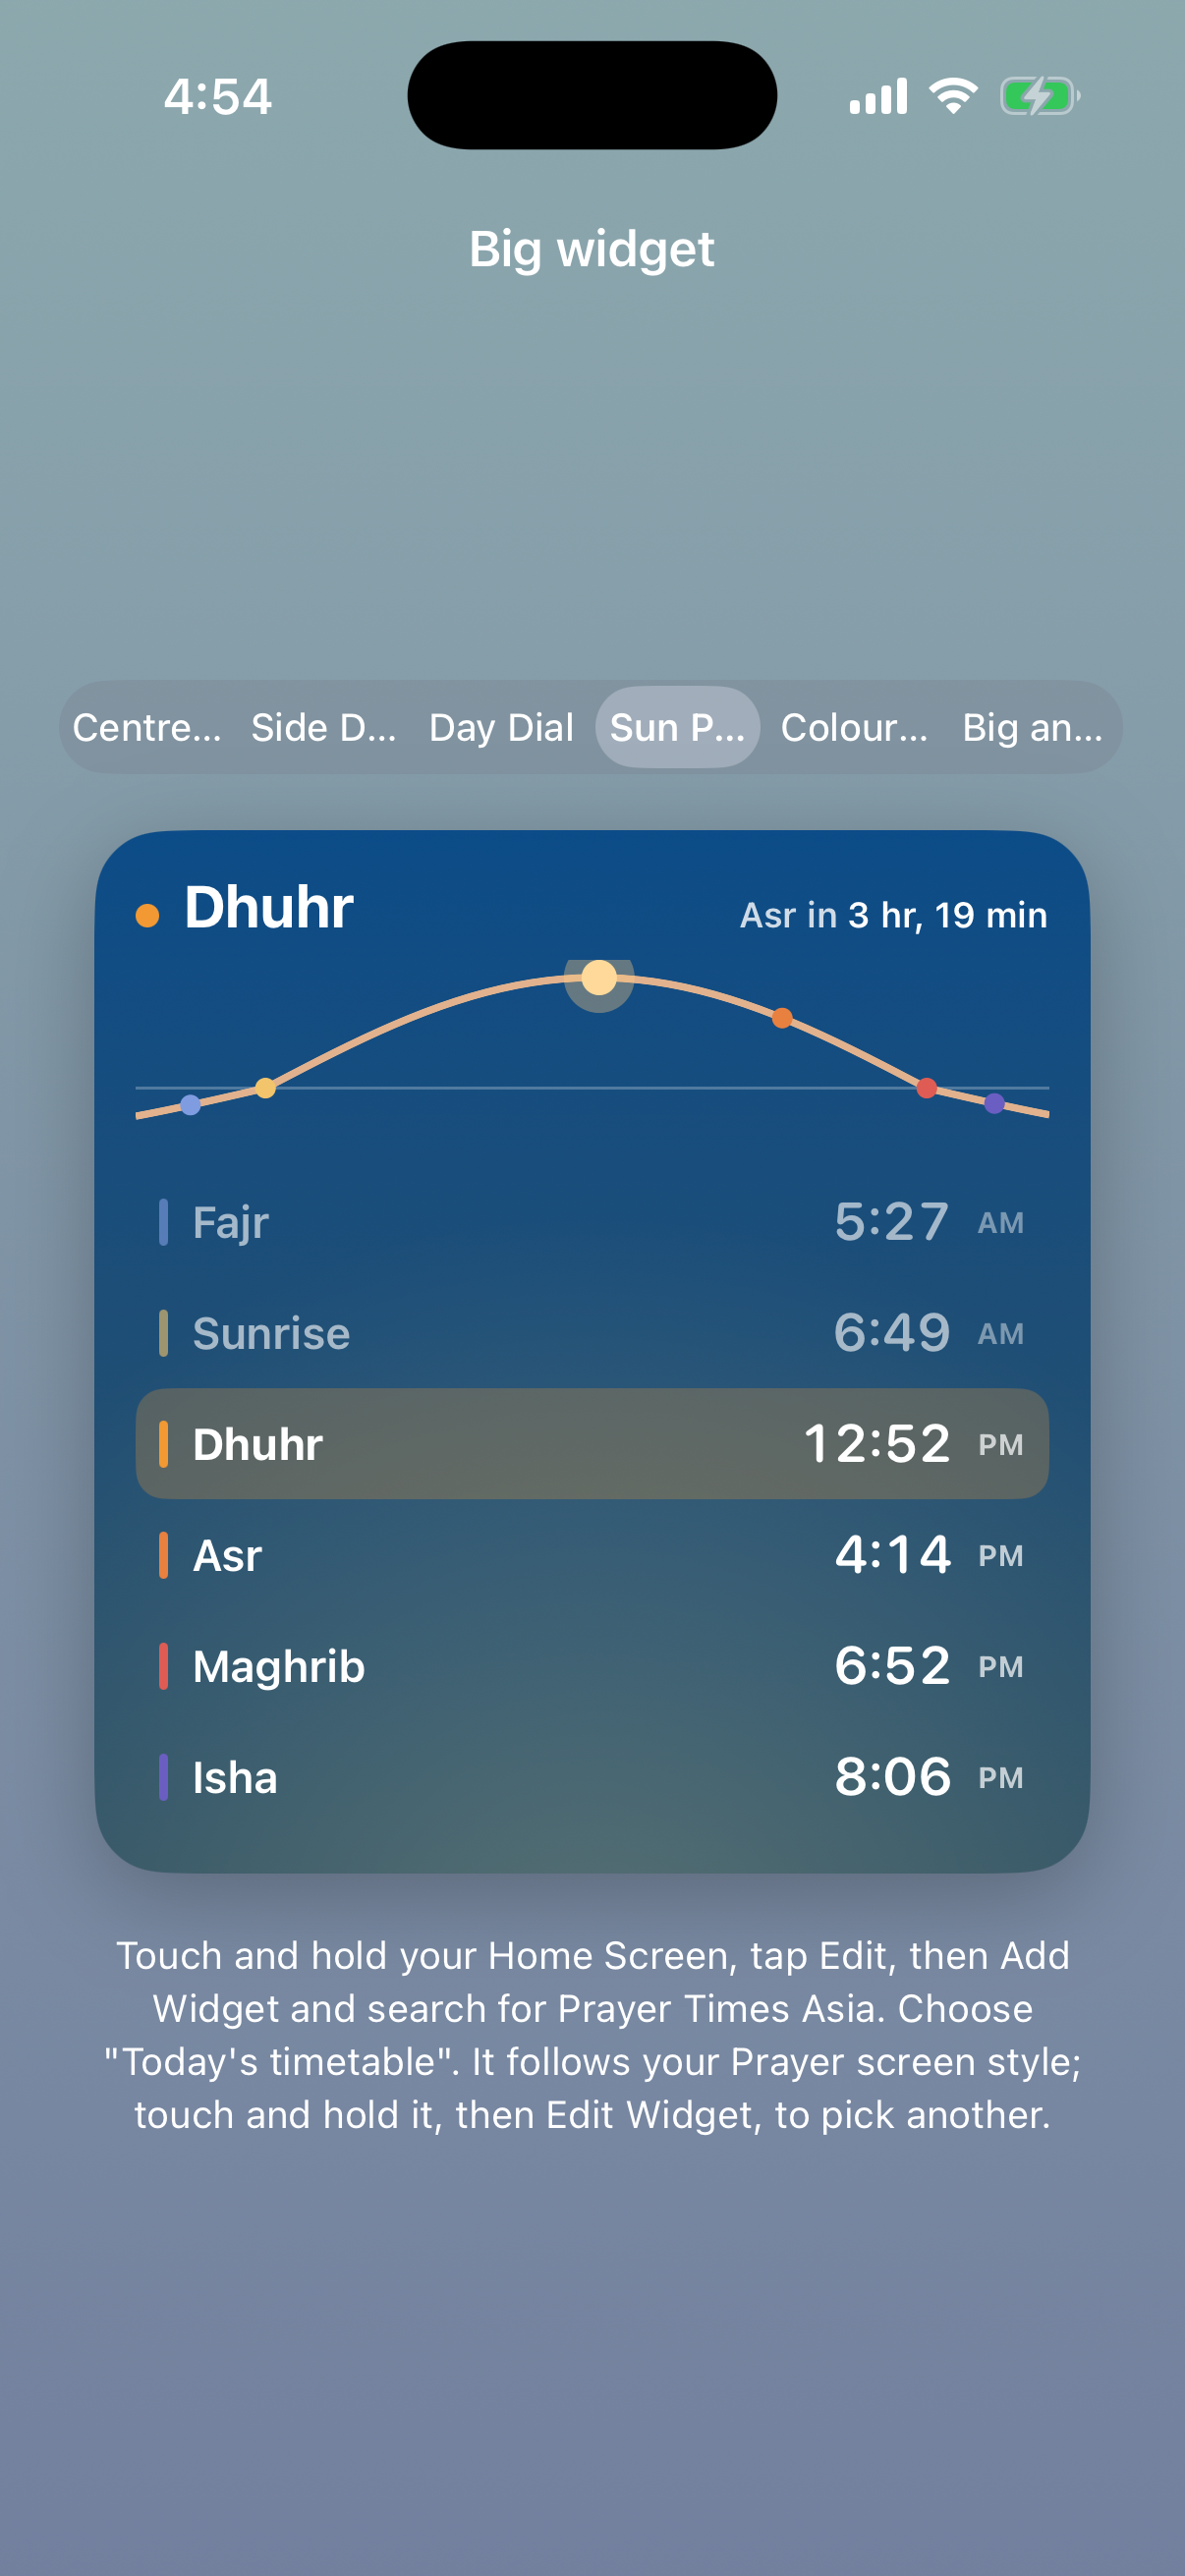 4:54
Big widget
Centre... Side D... Day Dial Sun P... Colour... Big an...
Dhuhr Asr in 3 hr, 19 min
Fajr 5:27 AM
Sunrise 6:49 AM
Dhuhr 12:52 PM
Asr 4:14 PM
Maghrib 6:52 PM
Isha 8:06 PM
Touch and hold your Home Screen, tap Edit, then Add
Widget and search for Prayer Times Asia. Choose
"Today's timetable". It follows your Prayer screen style;
touch and hold it, then Edit Widget, to pick another.